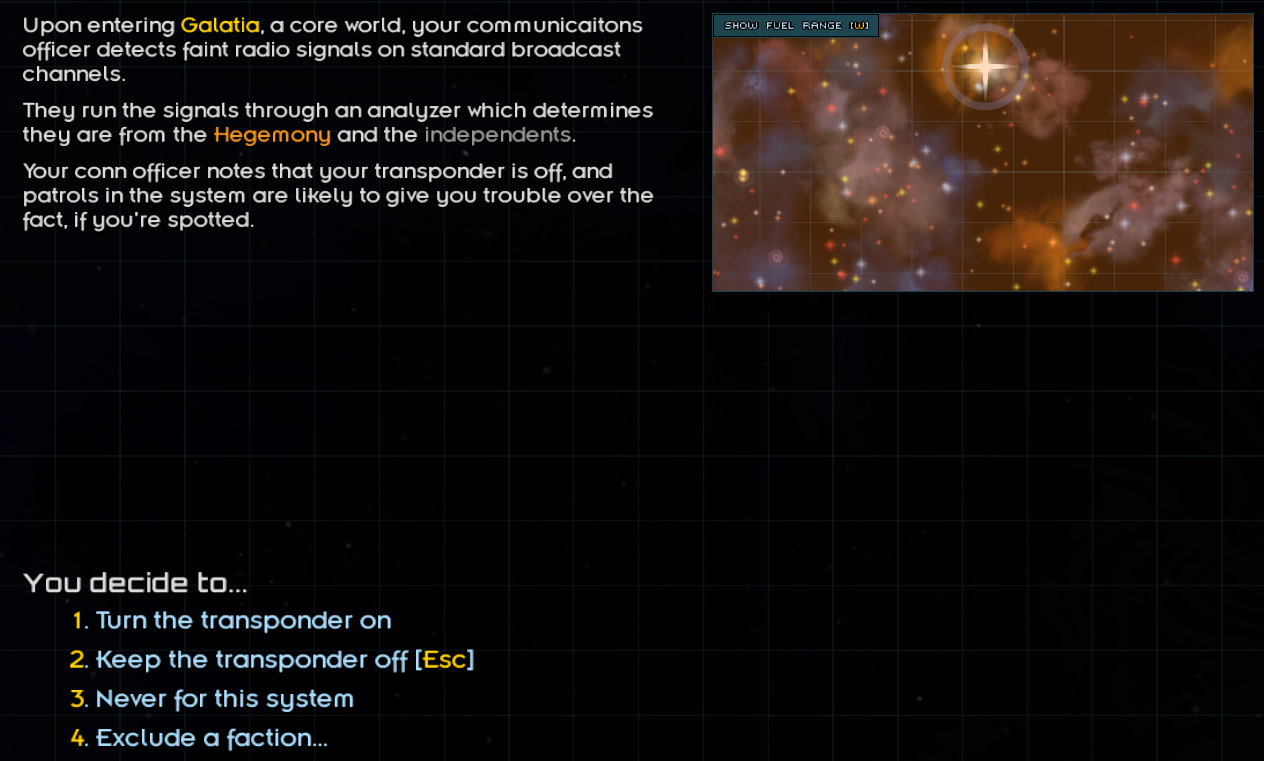 Upon entering Galatia, a core world, your communicaitons
officer detects faint radio signals on standard broadcast
channels.
They run the signals through an analyzer which determines
they are from the Hegemony and the independents.
Your conn officer notes that your transponder is off, and
patrols in the system are likely to give you trouble over the
fact, if you're spotted.
SHOW FUEL RANGE [W]
You decide to...
1. Turn the transponder on
2. Keep the transponder off [Esc]
3. Never for this system
4. Exclude a faction...